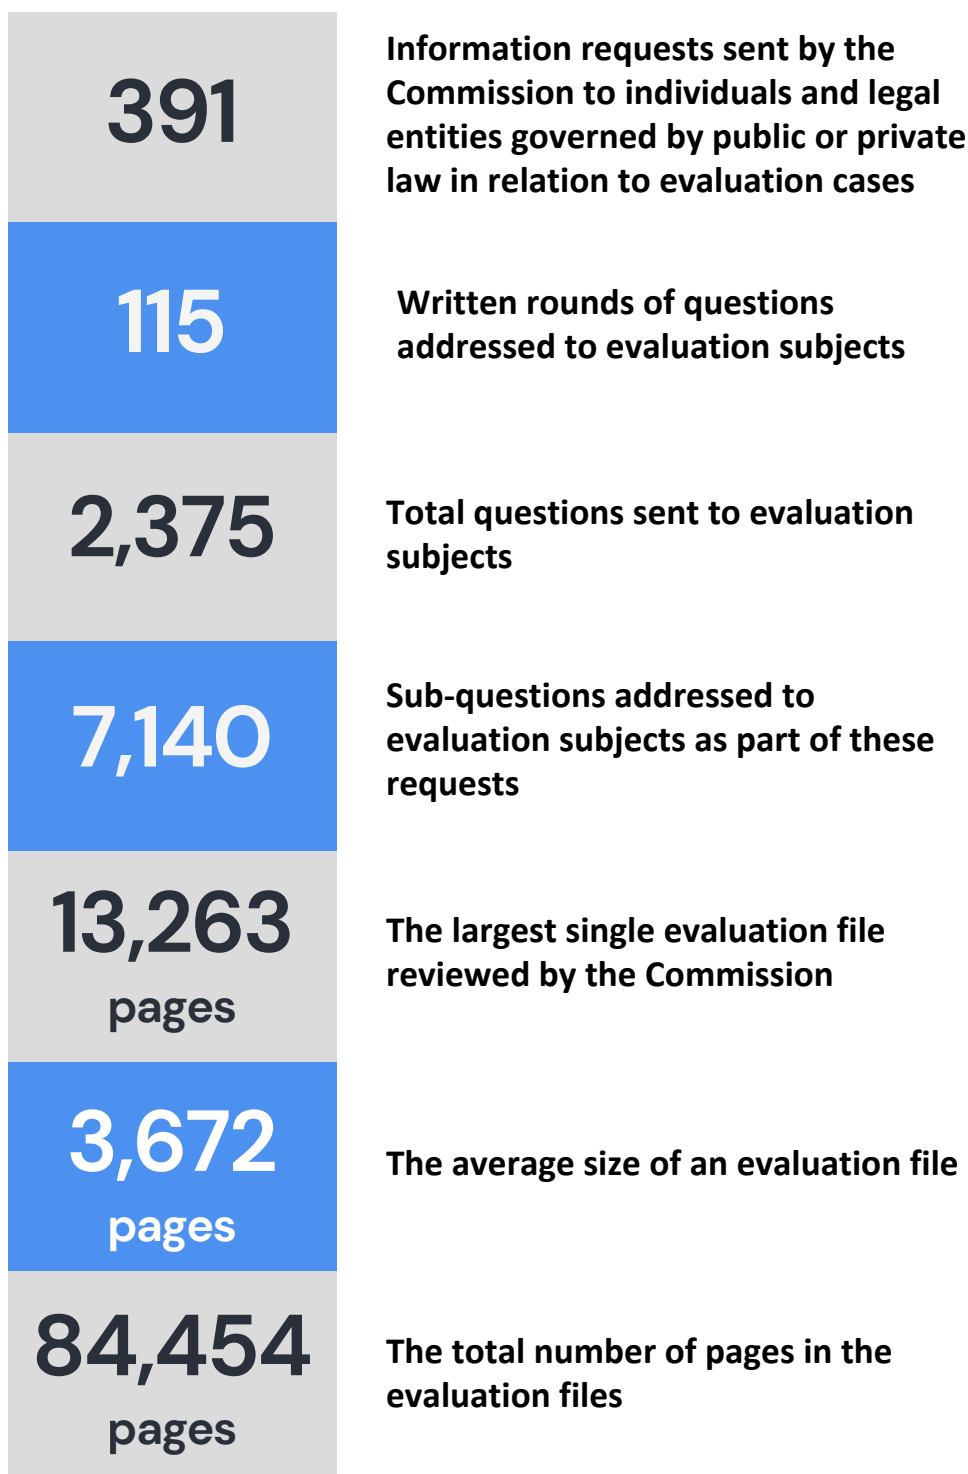 391
Information requests sent by the
Commission to individuals and legal
entities governed by public or private
law in relation to evaluation cases
115
Written rounds of questions
addressed to evaluation subjects
2,375
Total questions sent to evaluation
subjects
7,140
Sub-questions addressed to
evaluation subjects as part of these
requests
13,263
pages
The largest single evaluation file
reviewed by the Commission
3,672
pages
The average size of an evaluation file
84,454
pages
The total number of pages in the
evaluation files